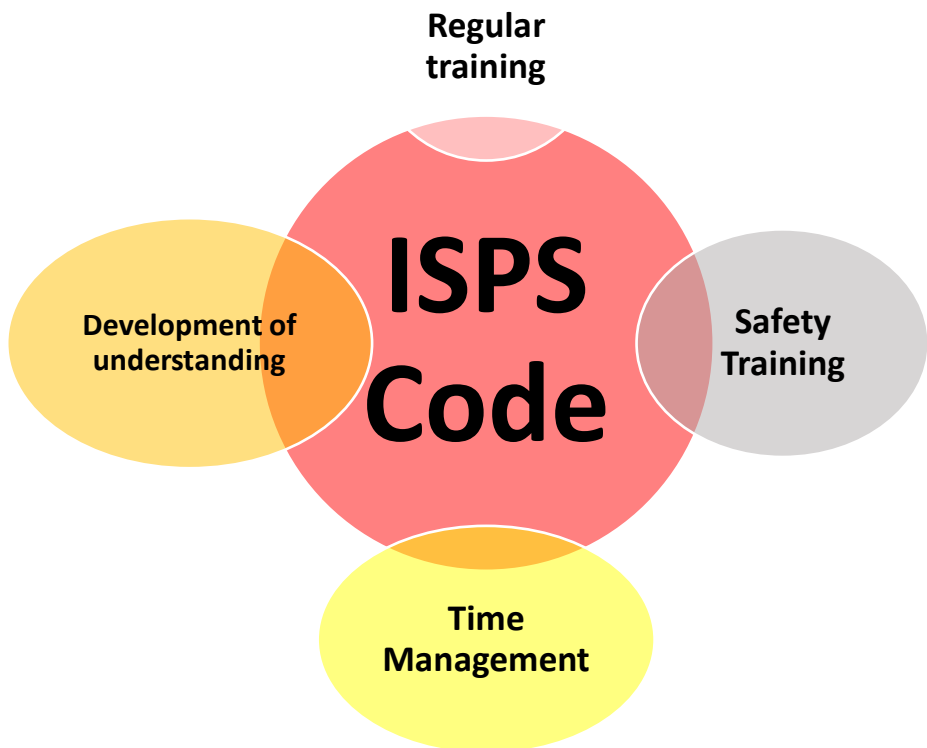 Regular
training
ISPS
Code
Development of
understanding
Safety
Training
Time
Management